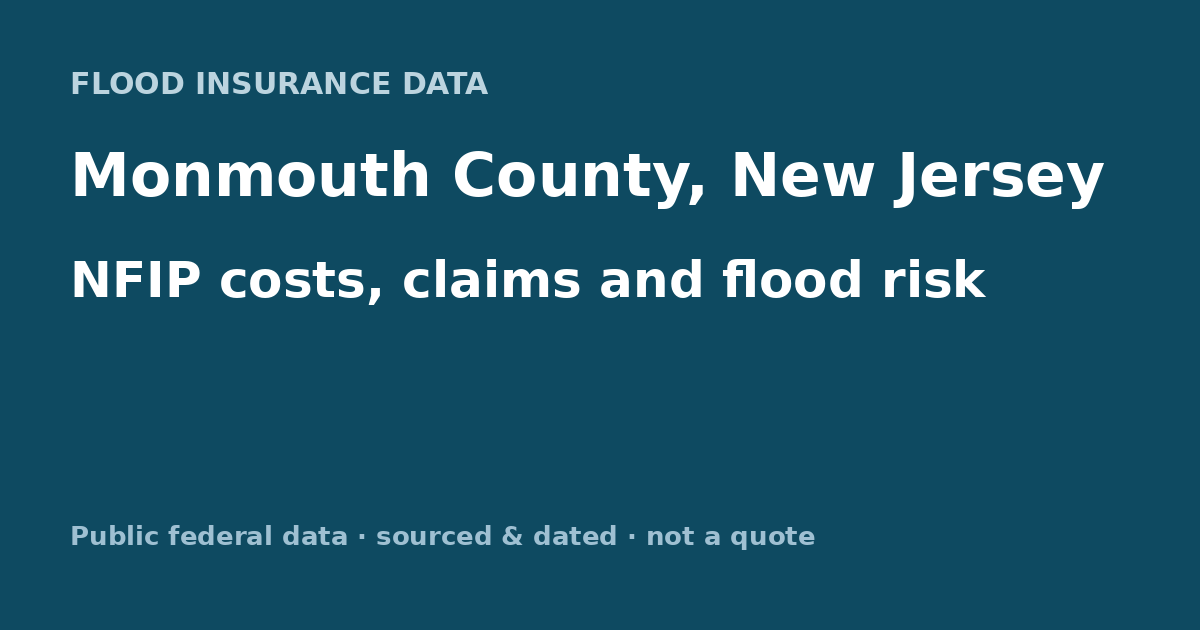 FLOOD INSURANCE DATA
Monmouth County, New Jersey
NFIP costs, claims and flood risk
Public federal data · sourced & dated · not a quote